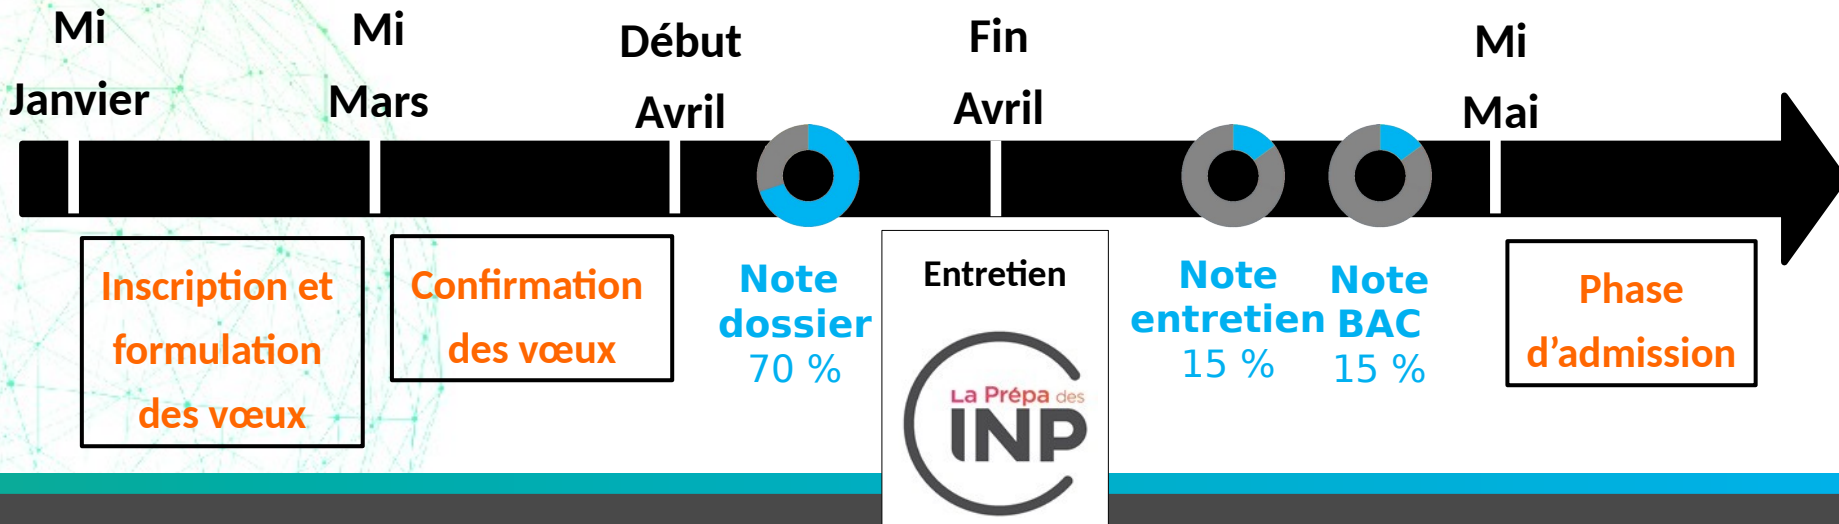 Mi
Janvier
Mi
Mars
Début
Avril
Fin
Avril
Mi
Mai
Inscription et
formulation
des vœux
Confirmation
des vœux
Note
dossier
70 %
Entretien
La Prépa des
INP
Note
entretien
15 %
Note
BAC
15 %
Phase
d’admission